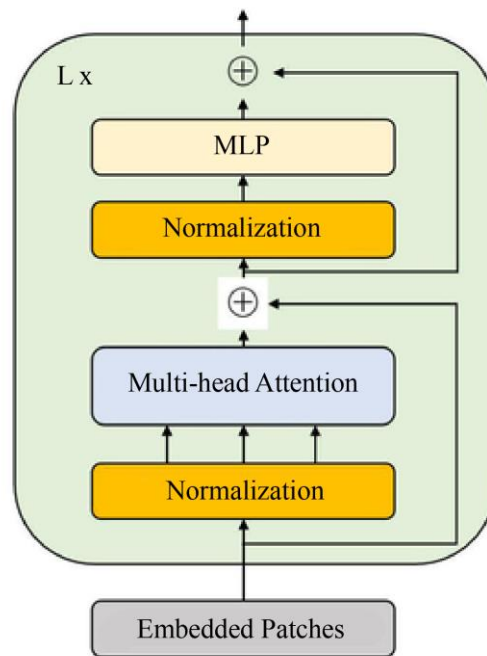 L x
MLP
Normalization
Multi-head Attention
Normalization
Embedded Patches